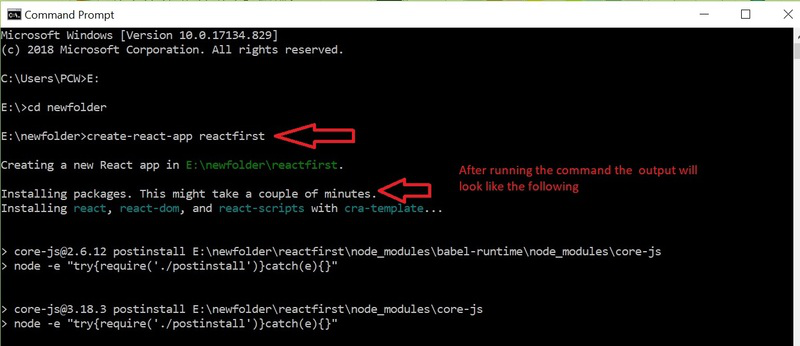 Command Prompt
Microsoft Windows [Version 10.0.17134.829]
(c) 2018 Microsoft Corporation. All rights reserved.
C:\Users\PCW>E:
E:\>cd newfolder
E:\newfolder>create-react-app reactfirst
Creating a new React app in E:\newfolder\reactfirst.
After running the command the output will
look like the following
Installing packages. This might take a couple of minutes.
Installing react, react-dom, and react-scripts with cra-template...
> core-js@2.6.12 postinstall E:\newfolder\reactfirst\node_modules\babel-runtime\node_modules\core-js
> node -e "try{require('./postinstall')}catch(e){}"
> core-js@3.18.3 postinstall E:\newfolder\reactfirst\node_modules\core-js
> node -e "try{require('./postinstall')}catch(e){}"